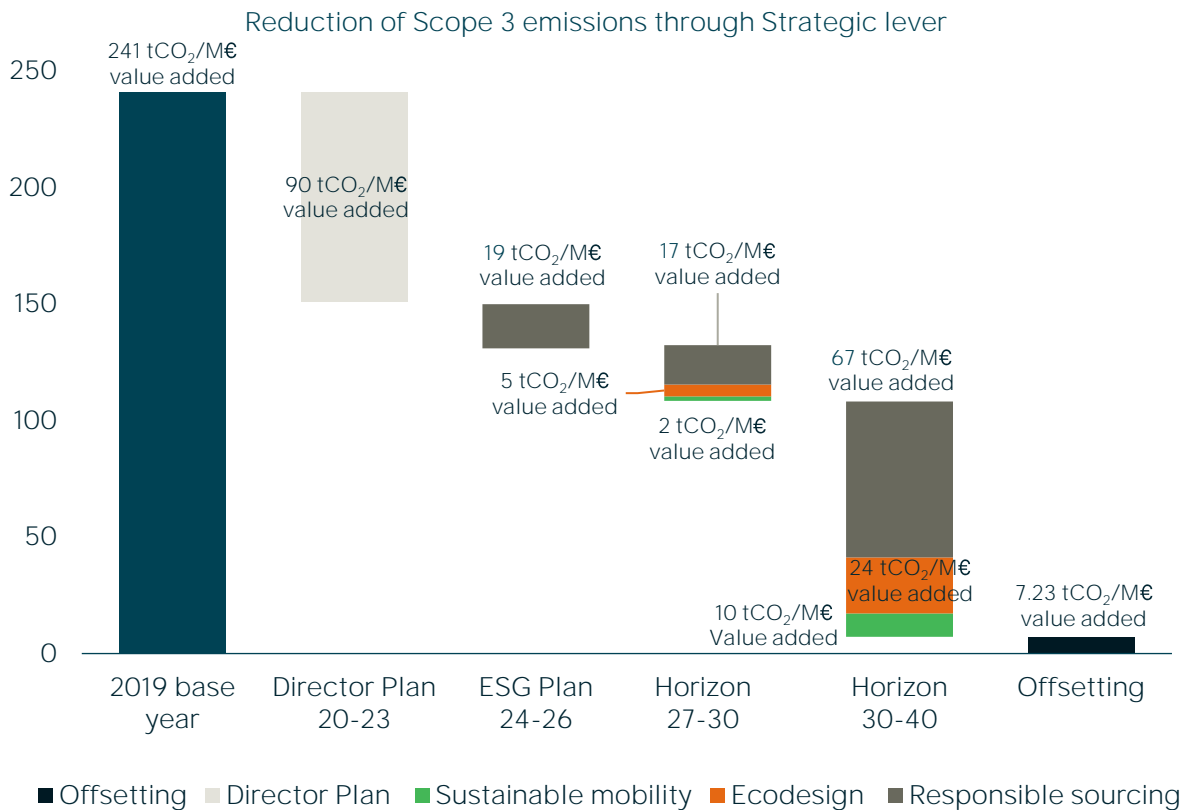 Reduction of Scope 3 emissions through Strategic lever
241 tCO₂/M€
value added
250
200
150
100
50
0
90 tCO₂/M€
value added
19 tCO₂/M€
value added
17 tCO₂/M€
value added
5 tCO₂/M€
value added
2 tCO₂/M€
value added
67 tCO₂/M€
value added
24 tCO₂/M€
value added
10 tCO₂/M€
Value added
7.23 tCO₂/M€
value added
2019 base
year
Director Plan
20-23
ESG Plan
24-26
Horizon
27-30
Horizon
30-40
Offsetting
Offsetting Director Plan Sustainable mobility Ecodesign Responsible sourcing